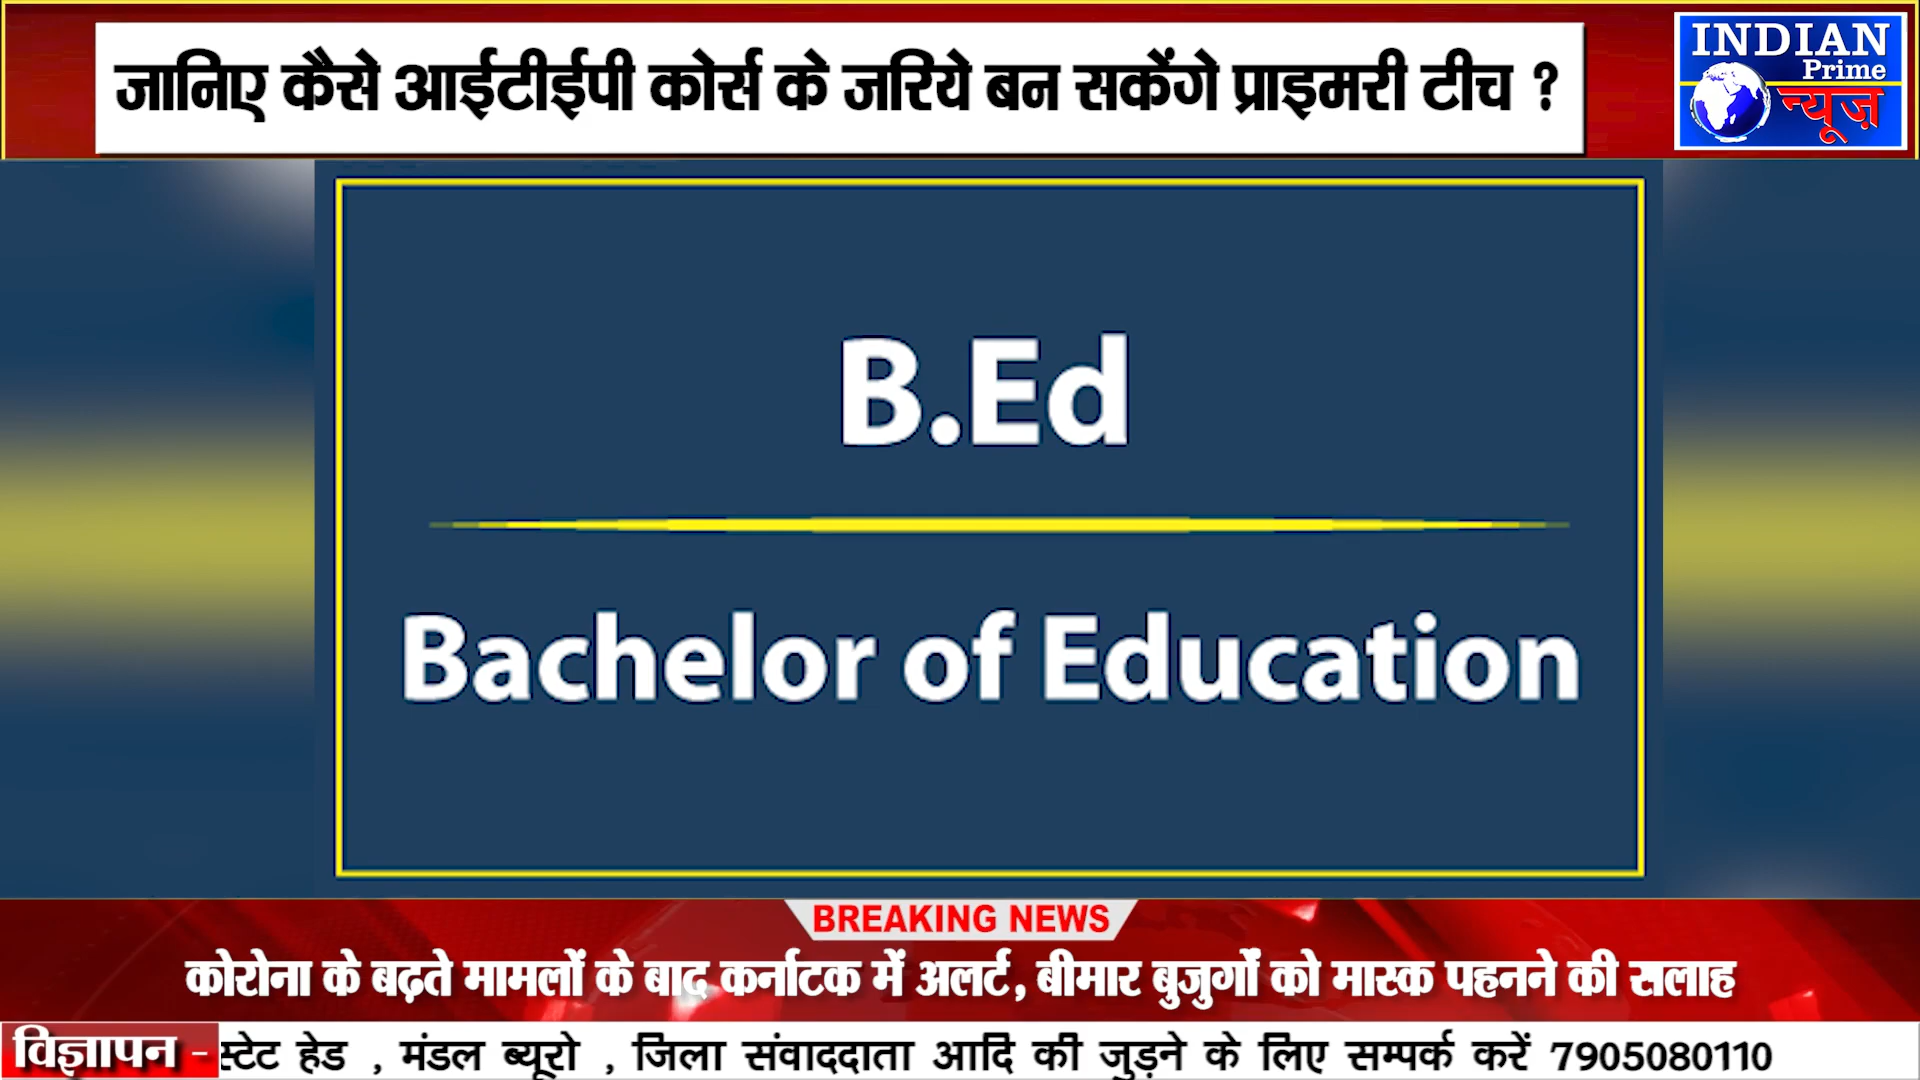 जानिए कैसे आईटीईपी कोर्स के जरिये बन सकेंगे प्राइमरी टीच ?
INDIAN
Prime
न्यूज़
B.Ed
Bachelor of Education
BREAKING NEWS
कोरोना के बढ़ते मामलों के बाद कर्नाटक में अलर्ट, बीमार बुजुर्गों को मास्क पहनने की सलाह
विज्ञापन - स्टेट हेड , मंडल ब्यूरो , जिला संवाददाता आदि की जुड़ने के लिए सम्पर्क करें 7905080110